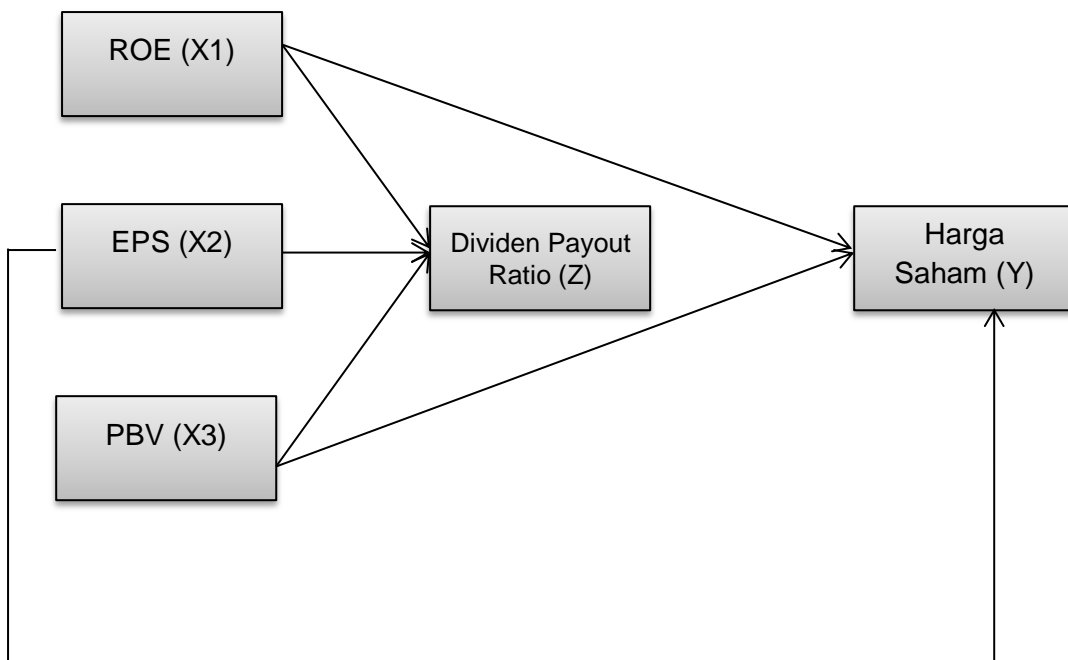 ROE (X1)
EPS (X2)
Dividen Payout
Ratio (Z)
Harga
Saham (Y)
PBV (X3)